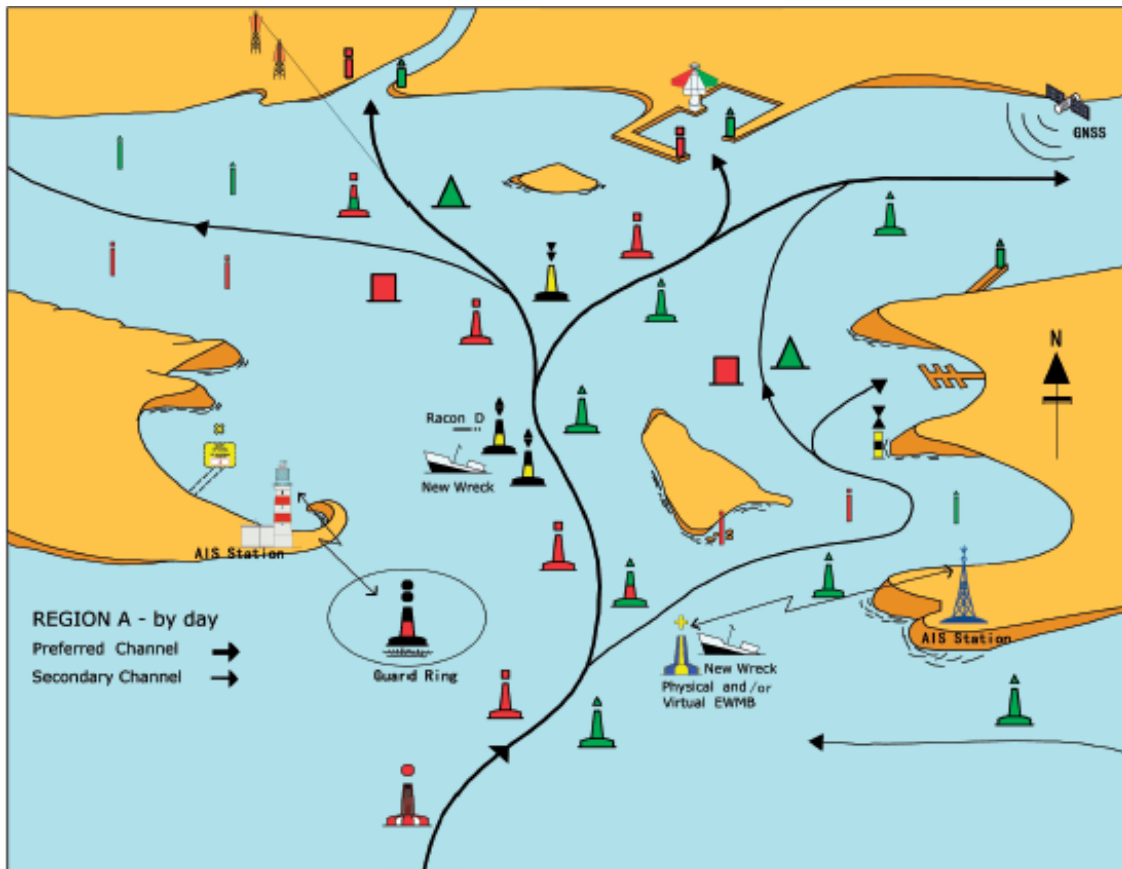 GNSS
N
Racon D
New Wreck
AIS Station
REGION A - by day
Preferred Channel
Secondary Channel
Guard Ring
New Wreck
Physical and/or
Virtual EWMB
AIS Station